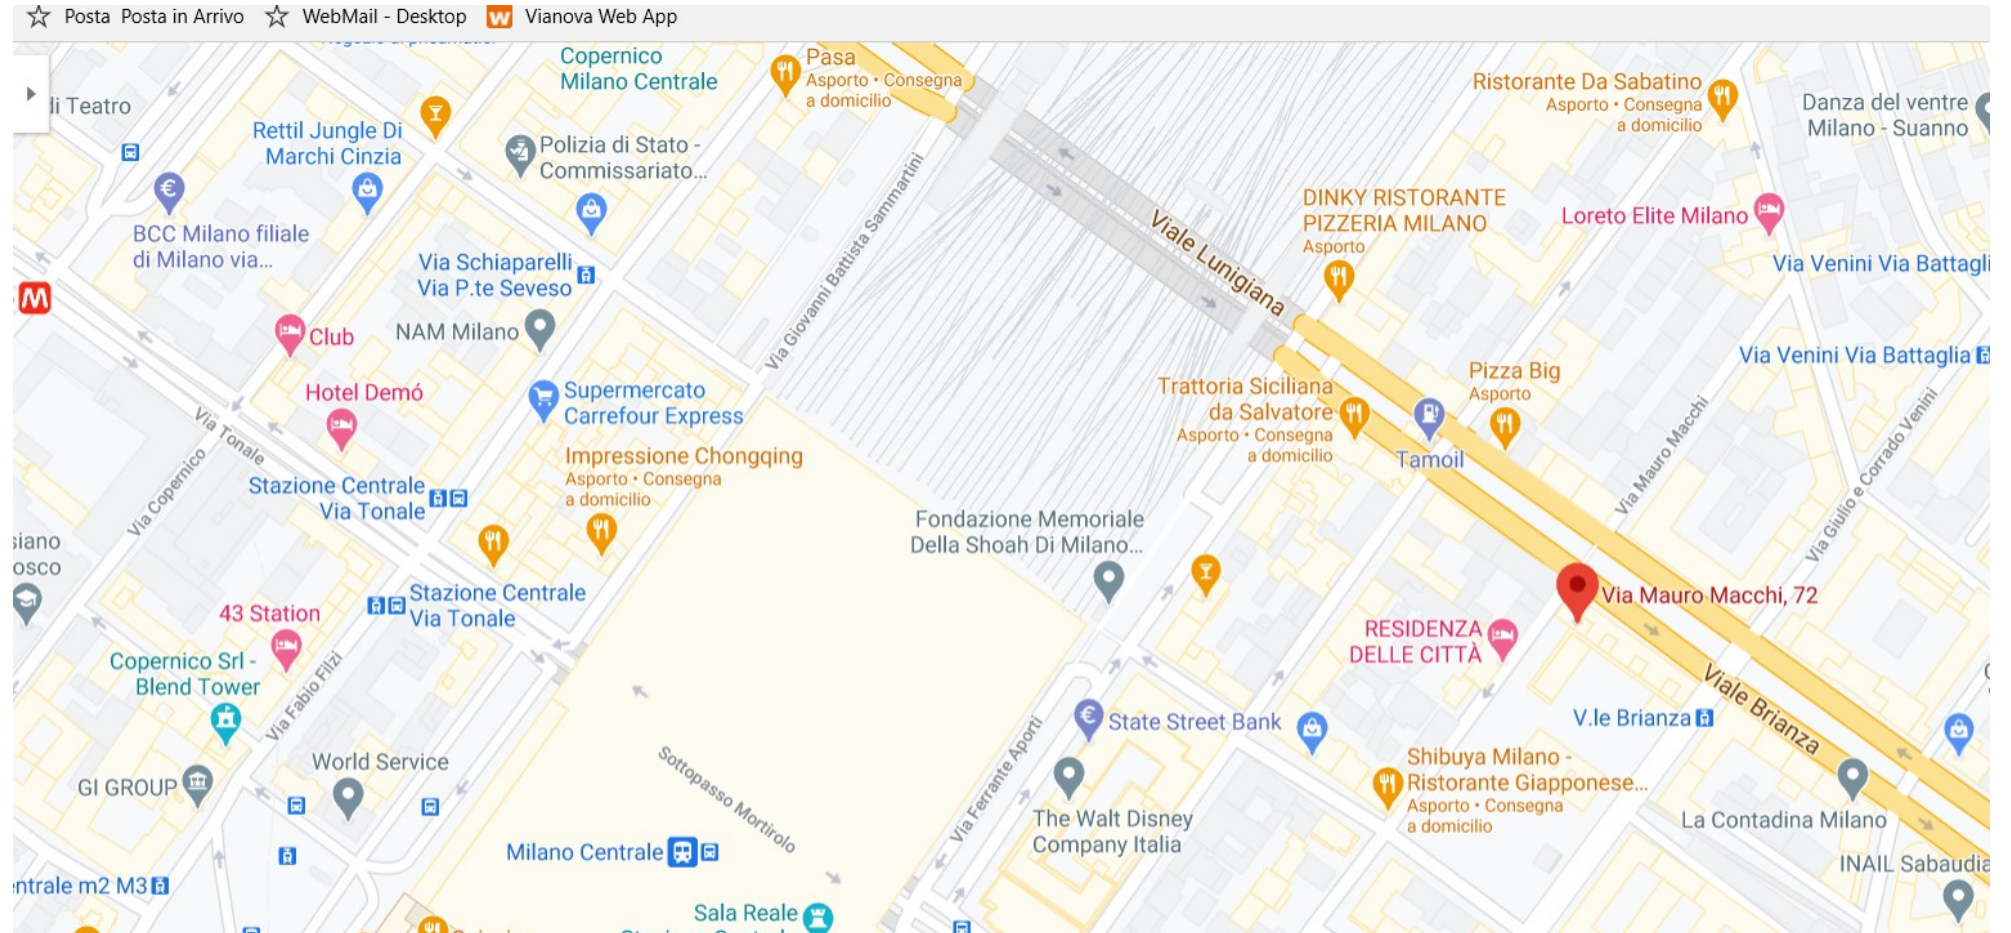 Posta Posta in Arrivo WebMail - Desktop Vianova Web App
Copernico
Milano Centrale
Pasa
Asporto • Consegna
a domicilio
Ristorante Da Sabatino
Asporto • Consegna
a domicilio
Danza del ventre
Milano - Suanno
di Teatro
Rettil Jungle Di
Marchi Cinzia
Polizia di Stato -
Commissariato...
BCC Milano filiale
di Milano via...
Via Schiaparelli
Via P.te Seveso
Via Giovanni Battista Sammartini
Viale Lunigiana
DINKY RISTORANTE
PIZZERIA MILANO
Asporto
Loreto Elite Milano
Via Venini Via Battagli
M
Club
NAM Milano
Hotel Demó
Supermercato
Carrefour Express
Trattoria Siciliana
da Salvatore
Asporto • Consegna
a domicilio
Pizza Big
Asporto
Via Venini Via Battaglia
Tamoil
Via Mauro Macchi
Via Giulio e Corrado Venini
Via Tonale
Via Copernico
Stazione Centrale
Via Tonale
Impressione Chongqing
Asporto • Consegna
a domicilio
Fondazione Memoriale
Della Shoah Di Milano...
siano
osco
Stazione Centrale
Via Tonale
43 Station
Via Mauro Macchi, 72
RESIDENZA
DELLE CITTÀ
Copernico Srl -
Blend Tower
Via Fabio Filzi
GI GROUP
World Service
Sottopasso Mortirolo
Via Ferrante Aporti
State Street Bank
V.le Brianza
Viale Brianza
The Walt Disney
Company Italia
Shibuya Milano -
Ristorante Giapponese...
Asporto • Consegna
a domicilio
La Contadina Milano
Milano Centrale
INAIL Sabaudia
entrale m2 M3
Sala Reale